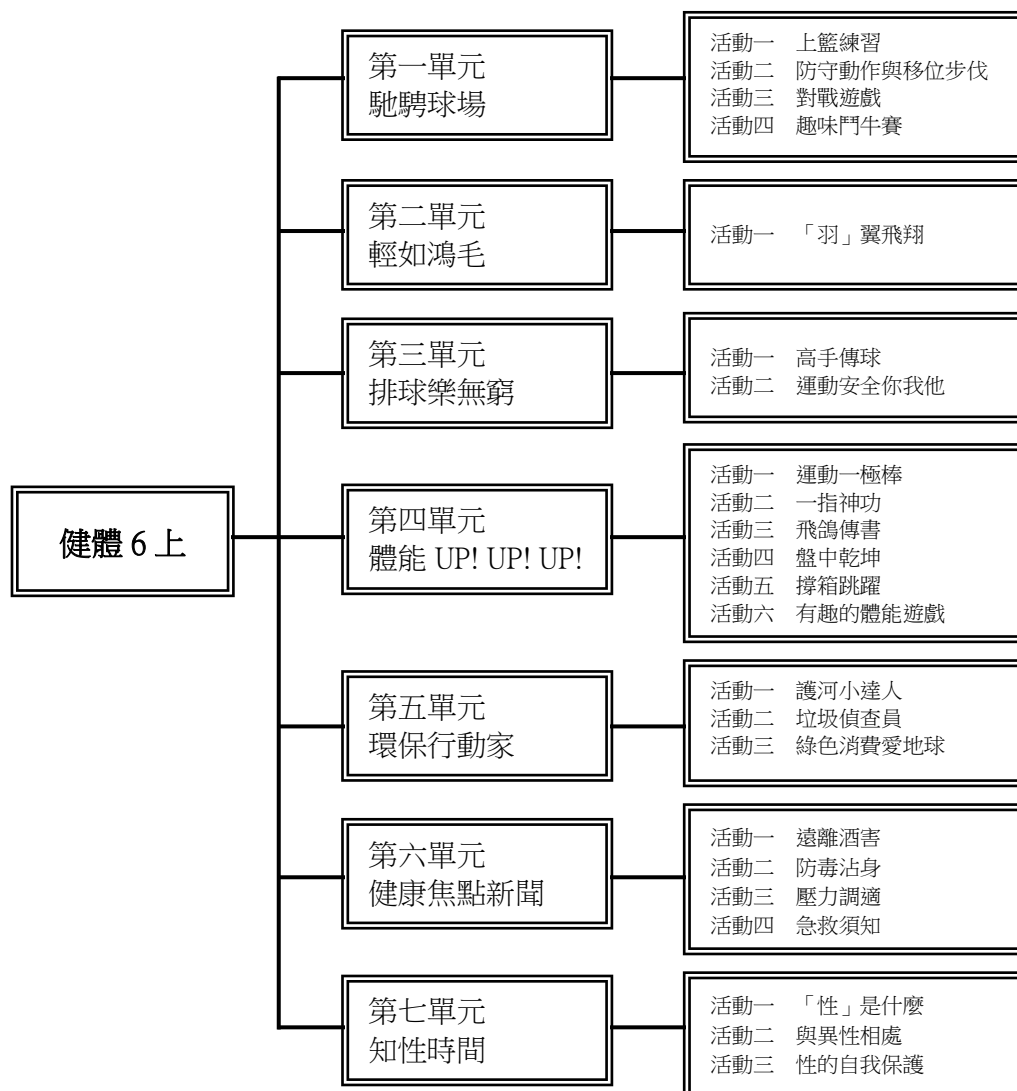 健體 6 上
第一單元
馳騁球場
活動一　上籃練習
活動二　防守動作與移位步伐
活動三　對戰遊戲
活動四　趣味鬥牛賽
第二單元
輕如鴻毛
活動一　「羽」翼飛翔
第三單元
排球樂無窮
活動一　高手傳球
活動二　運動安全你我他
第四單元
體能 UP! UP! UP!
活動一　運動一極棒
活動二　一指神功
活動三　飛鴿傳書
活動四　盤中乾坤
活動五　撐箱跳躍
活動六　有趣的體能遊戲
第五單元
環保行動家
活動一　護河小達人
活動二　垃圾偵查員
活動三　綠色消費愛地球
第六單元
健康焦點新聞
活動一　遠離酒害
活動二　防毒沾身
活動三　壓力調適
活動四　急救須知
第七單元
知性時間
活動一　「性」是什麼
活動二　與異性相處
活動三　性的自我保護